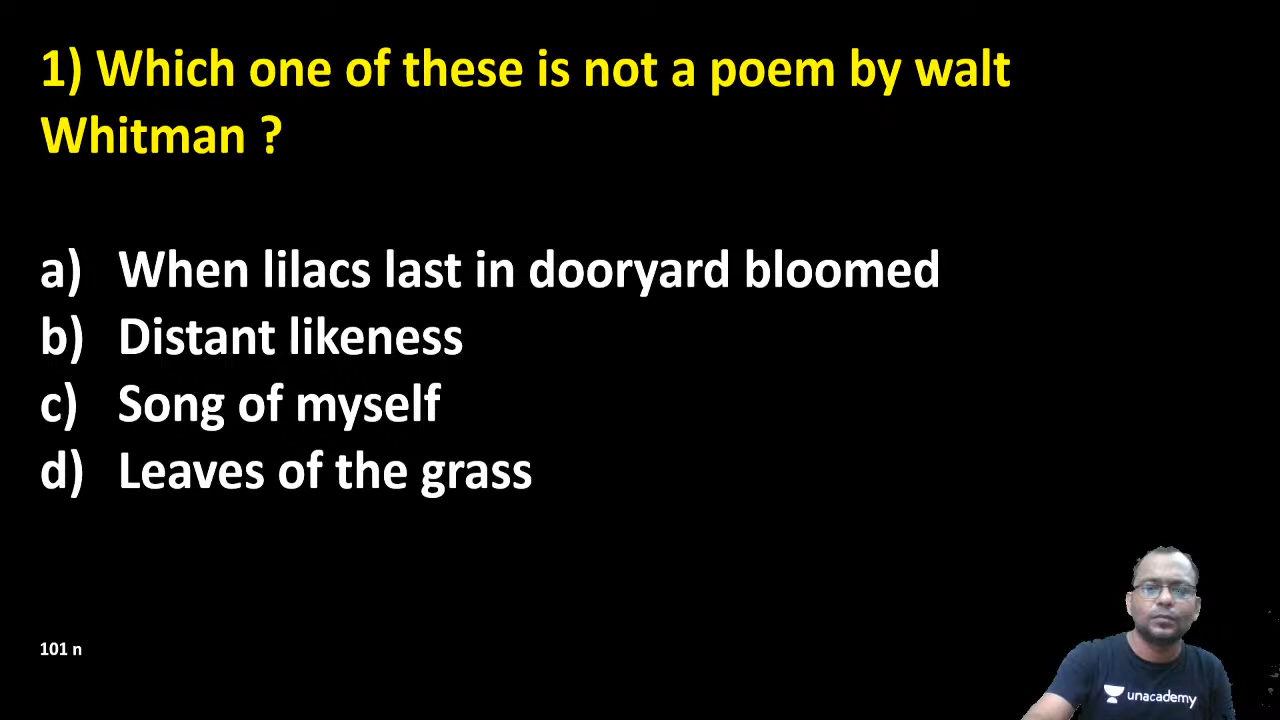 1) Which one of these is not a poem by walt
Whitman ?
a) When lilacs last in dooryard bloomed
b) Distant likeness
c) Song of myself
d) Leaves of the grass
101 n
unacademy